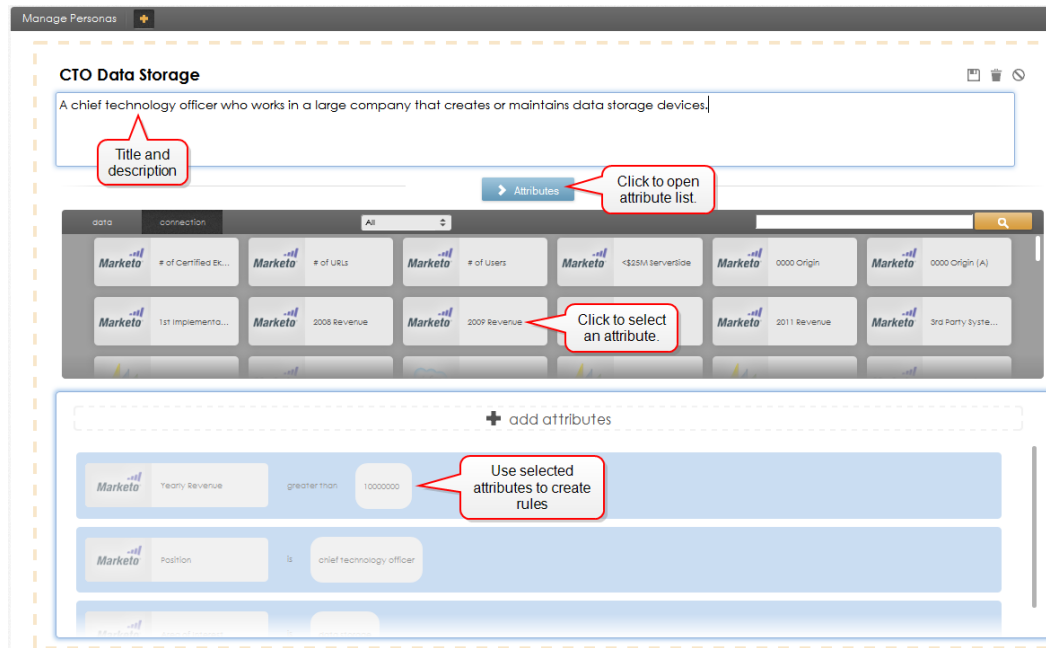 Manage Personas
CTO Data Storage
A chief technology officer who works in a large company that creates or maintains data storage devices.
Title and
description
Attributes
Click to open
attribute list.
data connection All
Marketo # of Certified Ek...
Marketo # of URLs
Marketo # of Users
Marketo <$25M ServerSide
Marketo 0000 Origin
Marketo 0000 Origin (A)
Marketo 1st Implementa...
Marketo 2008 Revenue
Marketo 2009 Revenue
Click to select
an attribute.
Marketo 2011 Revenue
Marketo 3rd Party Syste...
add attributes
Marketo Yearly Revenue greater than 10000000
Use selected
attributes to create
rules
Marketo Position is chief technology officer
Marketo